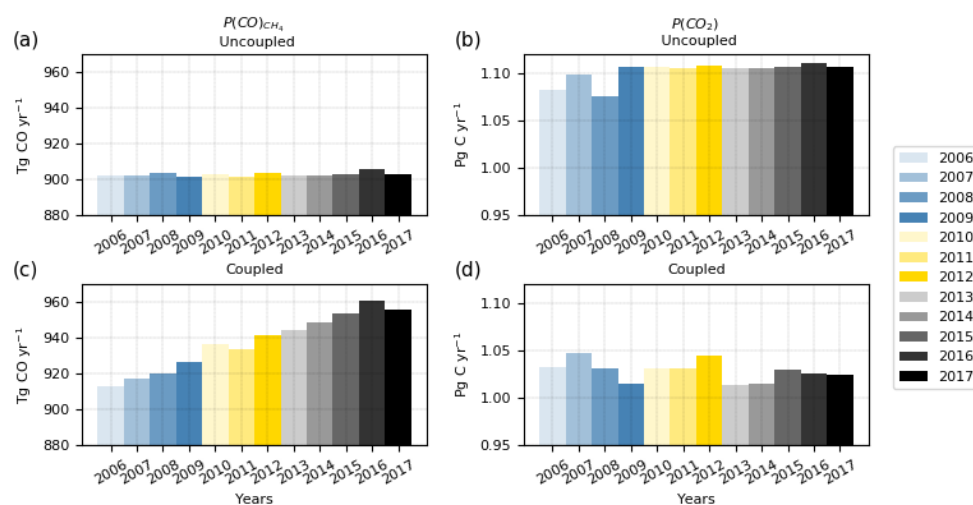 P(CO)CH4
(a)
Uncoupled
960
940
920
900
880
Tg CO yr⁻¹
2006 2007 2008 2009 2010 2011 2012 2013 2014 2015 2016 2017
P(CO₂)
(b)
Uncoupled
1.10
1.05
1.00
0.95
Pg C yr⁻¹
2006 2007 2008 2009 2010 2011 2012 2013 2014 2015 2016 2017
(c)
Coupled
960
940
920
900
880
Tg CO yr⁻¹
2006 2007 2008 2009 2010 2011 2012 2013 2014 2015 2016 2017
Years
(d)
Coupled
1.10
1.05
1.00
0.95
Pg C yr⁻¹
2006 2007 2008 2009 2010 2011 2012 2013 2014 2015 2016 2017
Years
2006
2007
2008
2009
2010
2011
2012
2013
2014
2015
2016
2017